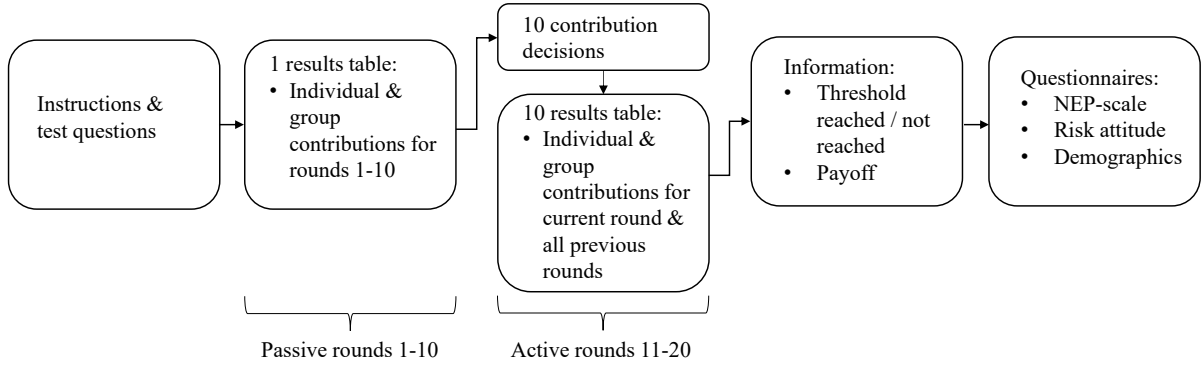 Instructions &
test questions
1 results table:
• Individual &
group
contributions for
rounds 1-10
10 contribution
decisions
10 results table:
• Individual &
group
contributions for
current round &
all previous
rounds
Information:
• Threshold
reached / not
reached
• Payoff
Questionnaires:
• NEP-scale
• Risk attitude
• Demographics
Passive rounds 1-10
Active rounds 11-20